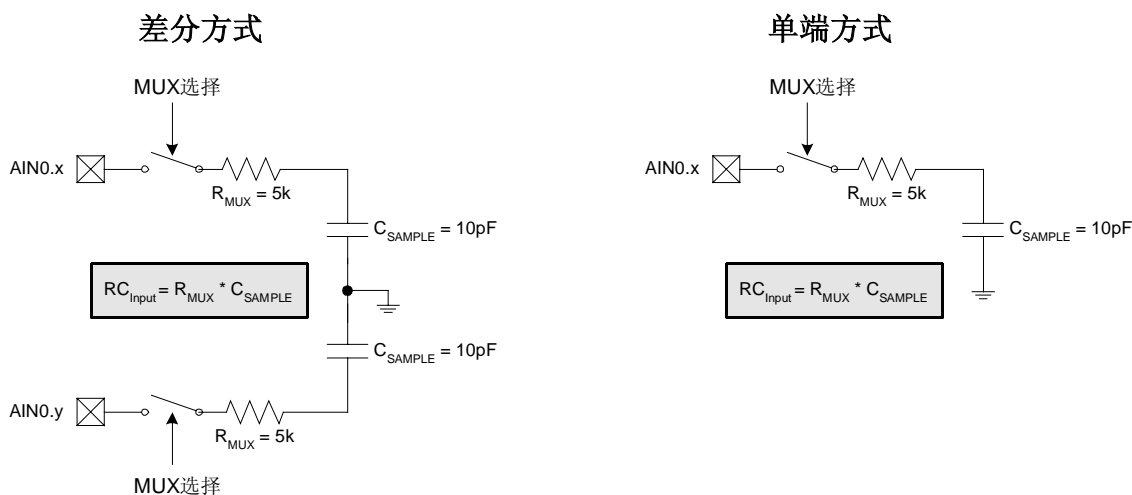 差分方式
MUX选择
AIN0.x
R_MUX = 5k
C_SAMPLE = 10pF
RC_Input = R_MUX * C_SAMPLE
C_SAMPLE = 10pF
AIN0.y
R_MUX = 5k
MUX选择
单端方式
MUX选择
AIN0.x
R_MUX = 5k
C_SAMPLE = 10pF
RC_Input = R_MUX * C_SAMPLE